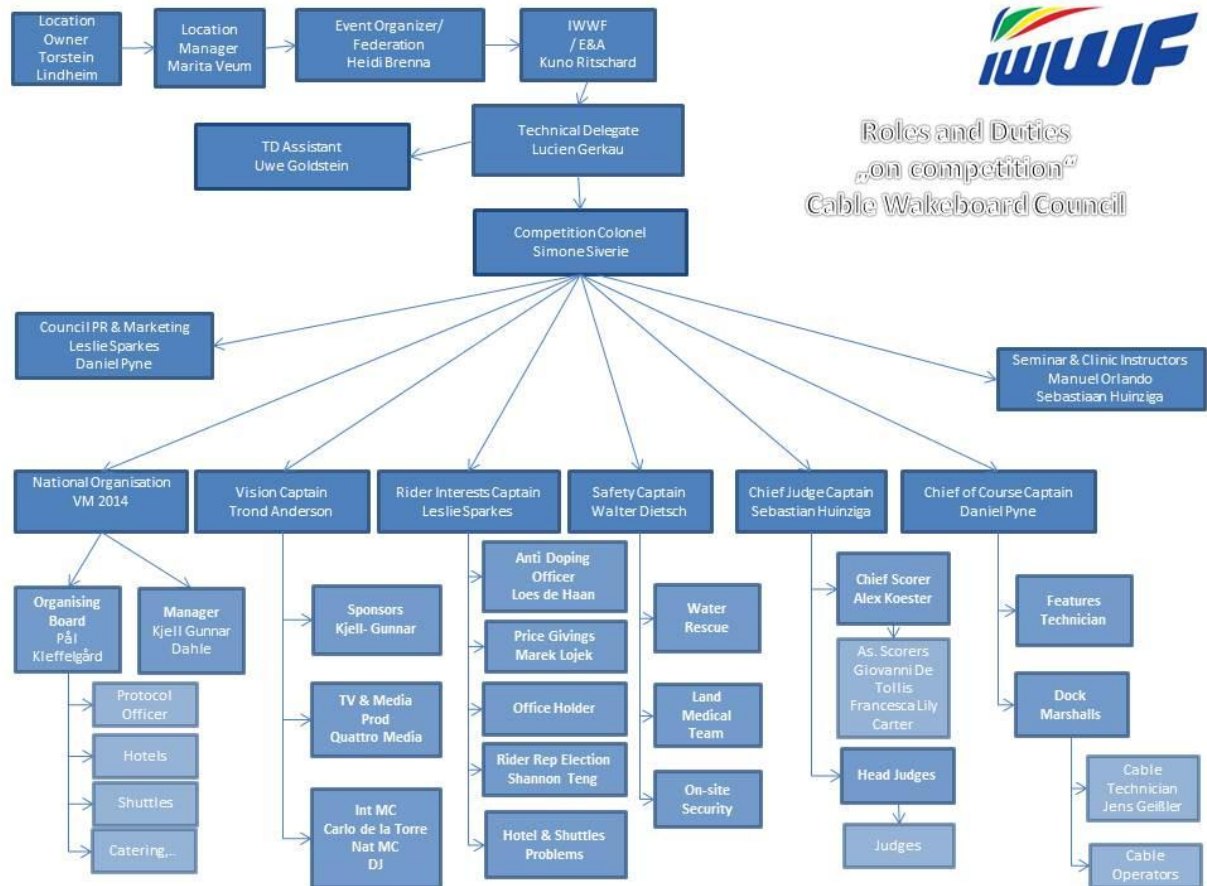 Location
Owner
Torstein
Lindheim
Location
Manager
Marita Veum
Event Organizer/
Federation
Heidi Brenna
IWWF
/ E&A
Kuno Ritschard
IWWF
Roles and Duties
„on competition“
Cable Wakeboard Council
TD Assistant
Uwe Goldstein
Technical Delegate
Lucien Gerkau
Competition Colonel
Simone Siverie
Council PR & Marketing
Leslie Sparkes
Daniel Pyne
Seminar & Clinic Instructors
Manuel Orlando
Sebastiaan Huinziga
National Organisation
VM 2014
Vision Captain
Trond Anderson
Rider Interests Captain
Leslie Sparkes
Safety Captain
Walter Dietsch
Chief Judge Captain
Sebastian Huinziga
Chief of Course Captain
Daniel Pyne
Organising
Board
Pål
Kleffelgård
Manager
Kjell Gunnar
Dahle
Protocol
Officer
Hotels
Shuttles
Catering,..
Sponsors
Kjell- Gunnar
TV & Media
Prod
Quattro Media
Int MC
Carlo de la Torre
Nat MC
DJ
Anti Doping
Officer
Loes de Haan
Price Givings
Marek Lojek
Office Holder
Rider Rep Election
Shannon Teng
Hotel & Shuttles
Problems
Water
Rescue
Land
Medical
Team
On-site
Security
Chief Scorer
Alex Koester
As. Scorers
Giovanni De
Tollis
Francesca Lily
Carter
Head Judges
Judges
Features
Technician
Dock
Marshalls
Cable
Technician
Jens Geißler
Cable
Operators